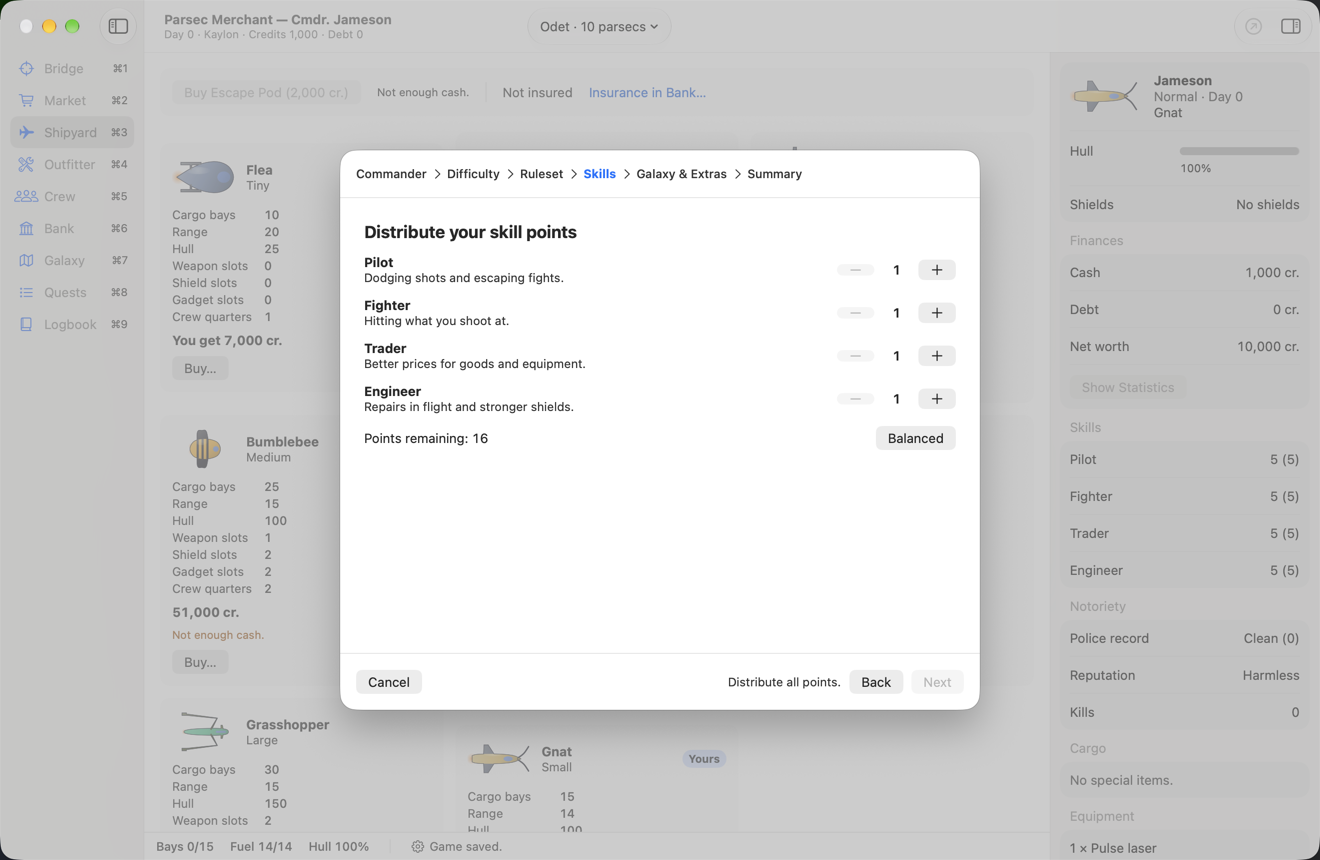 Parsec Merchant — Cmdr. Jameson
Day 0 · Kaylon · Credits 1,000 · Debt 0
Odet · 10 parsecs
Bridge ⌘1
Market ⌘2
Shipyard ⌘3
Outfitter ⌘4
Crew ⌘5
Bank ⌘6
Galaxy ⌘7
Quests ⌘8
Logbook ⌘9
Buy Escape Pod (2,000 cr.) Not enough cash. Not insured Insurance in Bank…
Flea
Tiny
Cargo bays 10
Range 20
Hull 25
Weapon slots 0
Shield slots 0
Gadget slots 0
Crew quarters 1
You get 7,000 cr.
Buy…
Bumblebee
Medium
Cargo bays 25
Range 15
Hull 100
Weapon slots 1
Shield slots 2
Gadget slots 2
Crew quarters 2
51,000 cr.
Not enough cash.
Buy…
Grasshopper
Large
Cargo bays 30
Range 15
Hull 150
Weapon slots 2
Gnat
Small
Yours
Cargo bays 15
Range 14
Hull 100
Commander > Difficulty > Ruleset > Skills > Galaxy & Extras > Summary
Distribute your skill points
Pilot
Dodging shots and escaping fights.
— 1 +
Fighter
Hitting what you shoot at.
— 1 +
Trader
Better prices for goods and equipment.
— 1 +
Engineer
Repairs in flight and stronger shields.
— 1 +
Points remaining: 16 Balanced
Cancel Distribute all points. Back Next
Jameson
Normal · Day 0
Gnat
Hull
100%
Shields No shields
Finances
Cash 1,000 cr.
Debt 0 cr.
Net worth 10,000 cr.
Show Statistics
Skills
Pilot 5 (5)
Fighter 5 (5)
Trader 5 (5)
Engineer 5 (5)
Notoriety
Police record Clean (0)
Reputation Harmless
Kills 0
Cargo
No special items.
Equipment
1 × Pulse laser
Bays 0/15 Fuel 14/14 Hull 100% Game saved.